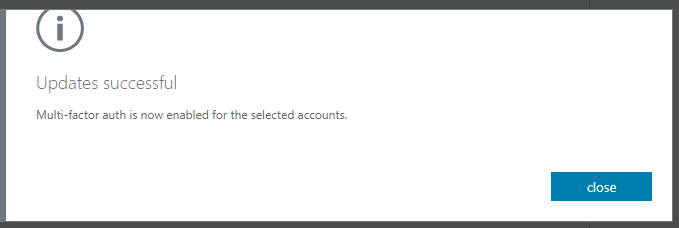 Updates successful
Multi-factor auth is now enabled for the selected accounts.
close